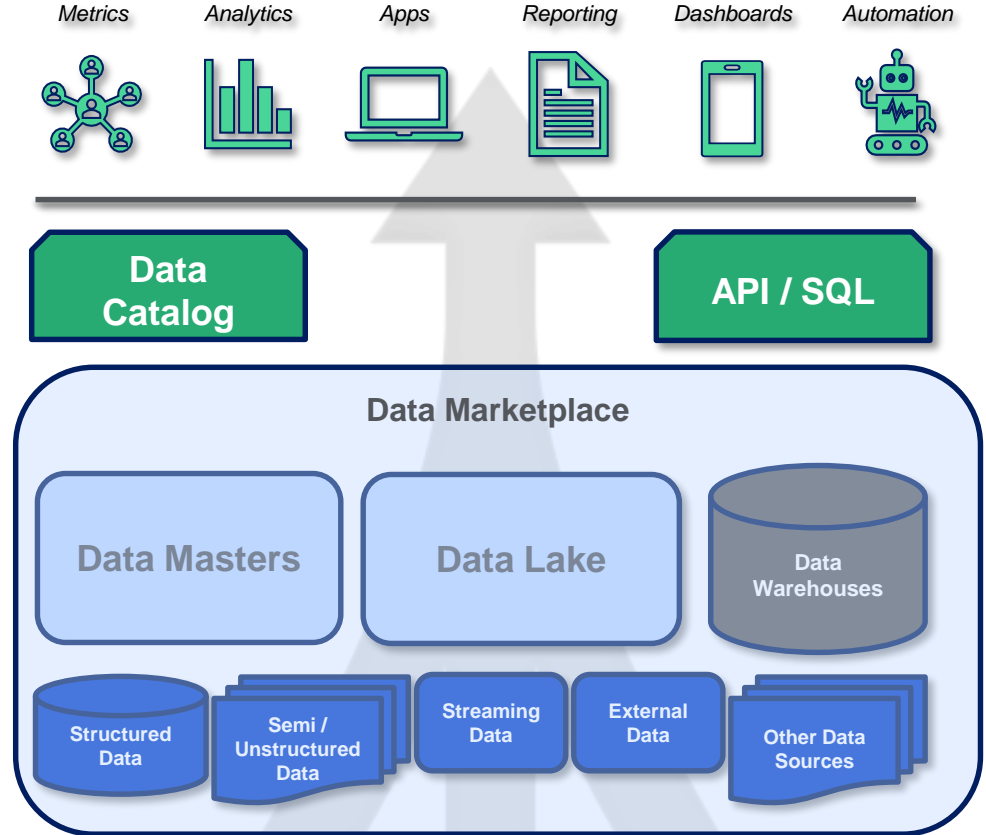 Metrics
Analytics
Apps
Reporting
Dashboards
Automation
Data
Catalog
API / SQL
Data Marketplace
Data Masters
Data Lake
Data
Warehouses
Structured
Data
Semi /
Unstructured
Data
Streaming
Data
External
Data
Other Data
Sources